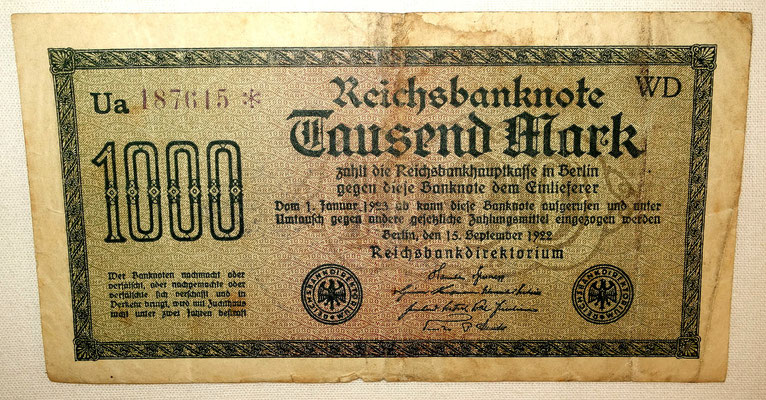 Ua 187615 *
WD
Reichsbanknote
Tausend Mark
1000
zahlt die Reichsbankhauptkasse in Berlin
gegen diese Banknote dem Einlieferer
Vom 1. Januar 1923 ab kann diese Banknote aufgerufen und unter
Umtausch gegen andere gesetzliche Zahlungsmittel eingezogen werden
Berlin, den 15. September 1922
Reichsbankdirektorium
Wer Banknoten nachmacht oder
verfälscht, oder nachgemachte oder
verfälschte sich verschafft und in
Verkehr bringt, wird mit Zuchthaus
nicht unter zwei Jahren bestraft
REICHSBANKDIREKTORIUM
REICHSBANKDIREKTORIUM